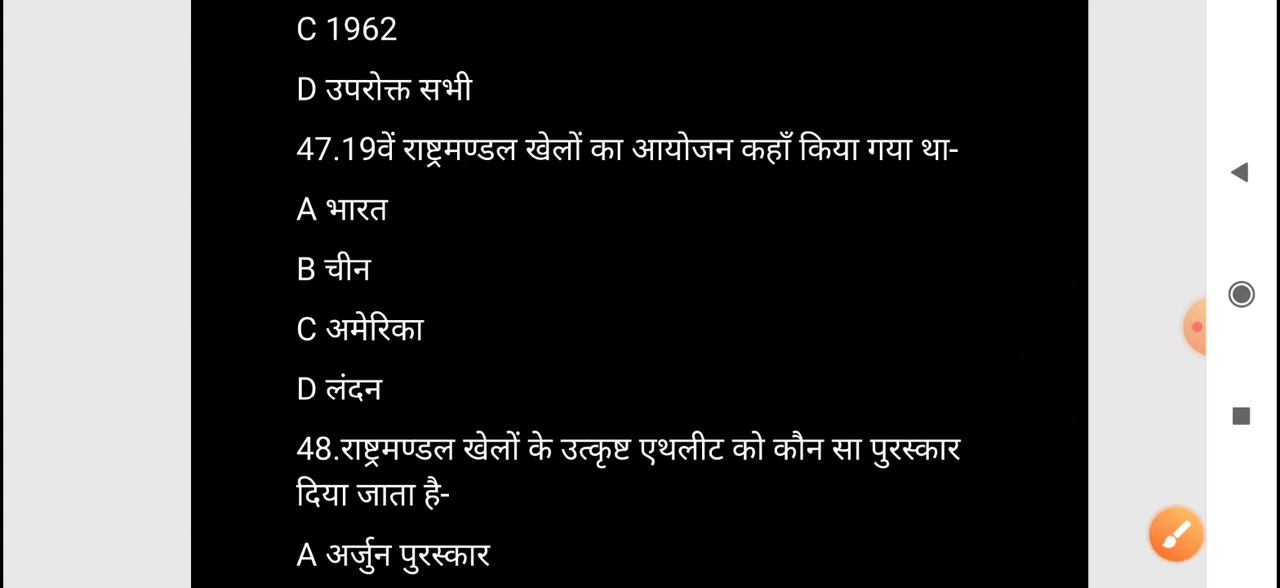 C 1962
D उपरोक्त सभी
47.19वें राष्ट्रमण्डल खेलों का आयोजन कहाँ किया गया था-
A भारत
B चीन
C अमेरिका
D लंदन
48.राष्ट्रमण्डल खेलों के उत्कृष्ट एथलीट को कौन सा पुरस्कार
दिया जाता है-
A अर्जुन पुरस्कार